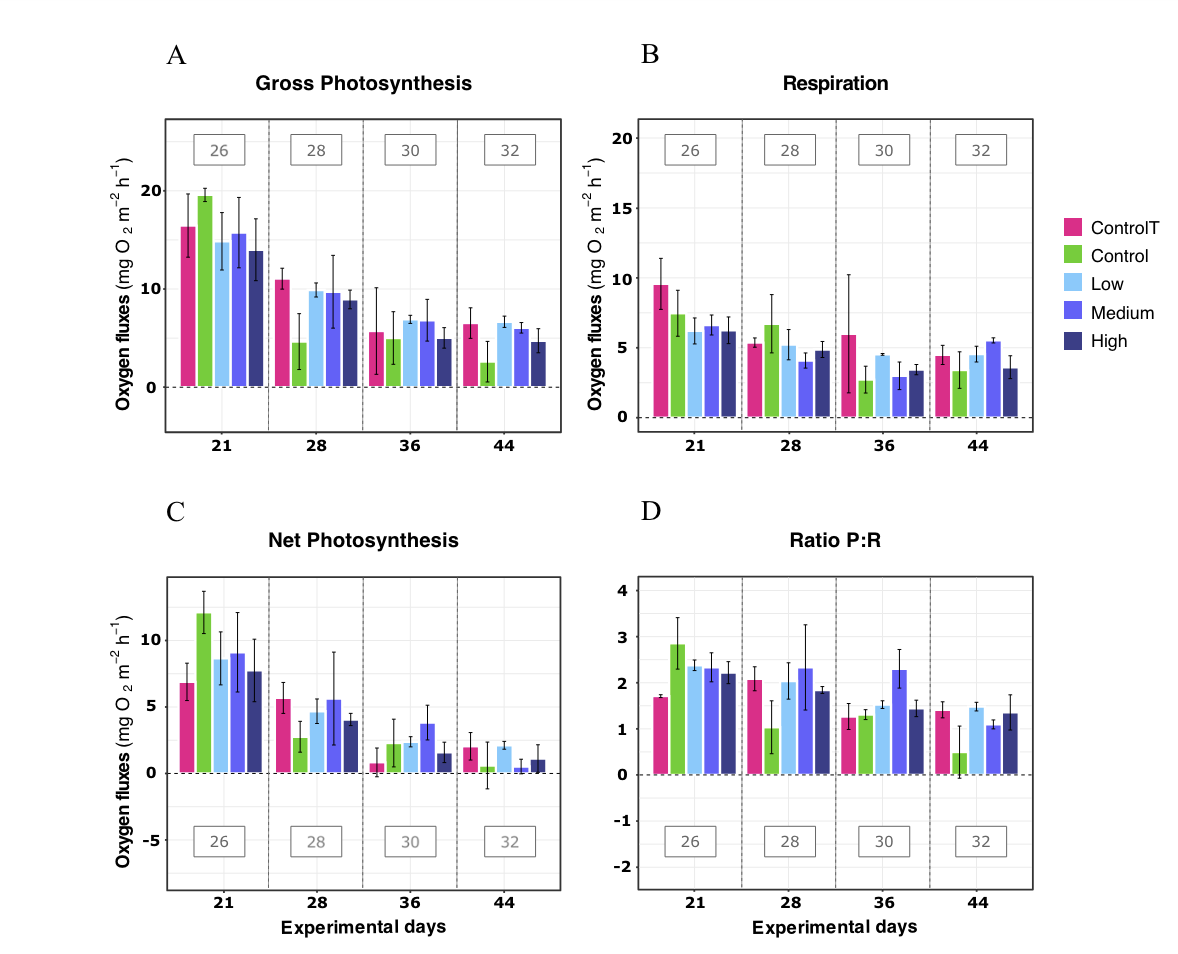 A
Gross Photosynthesis
Oxygen fluxes (mg O 2 m−2 h−1)
20
10
0
26
28
30
32
21
28
36
44
B
Respiration
Oxygen fluxes (mg O 2 m−2 h−1)
20
15
10
5
0
26
28
30
32
21
28
36
44
ControlT
Control
Low
Medium
High
C
Net Photosynthesis
Oxygen fluxes (mg O 2 m−2 h−1)
10
5
0
-5
26
28
30
32
21
28
36
44
Experimental days
D
Ratio P:R
4
3
2
1
0
-1
-2
26
28
30
32
21
28
36
44
Experimental days